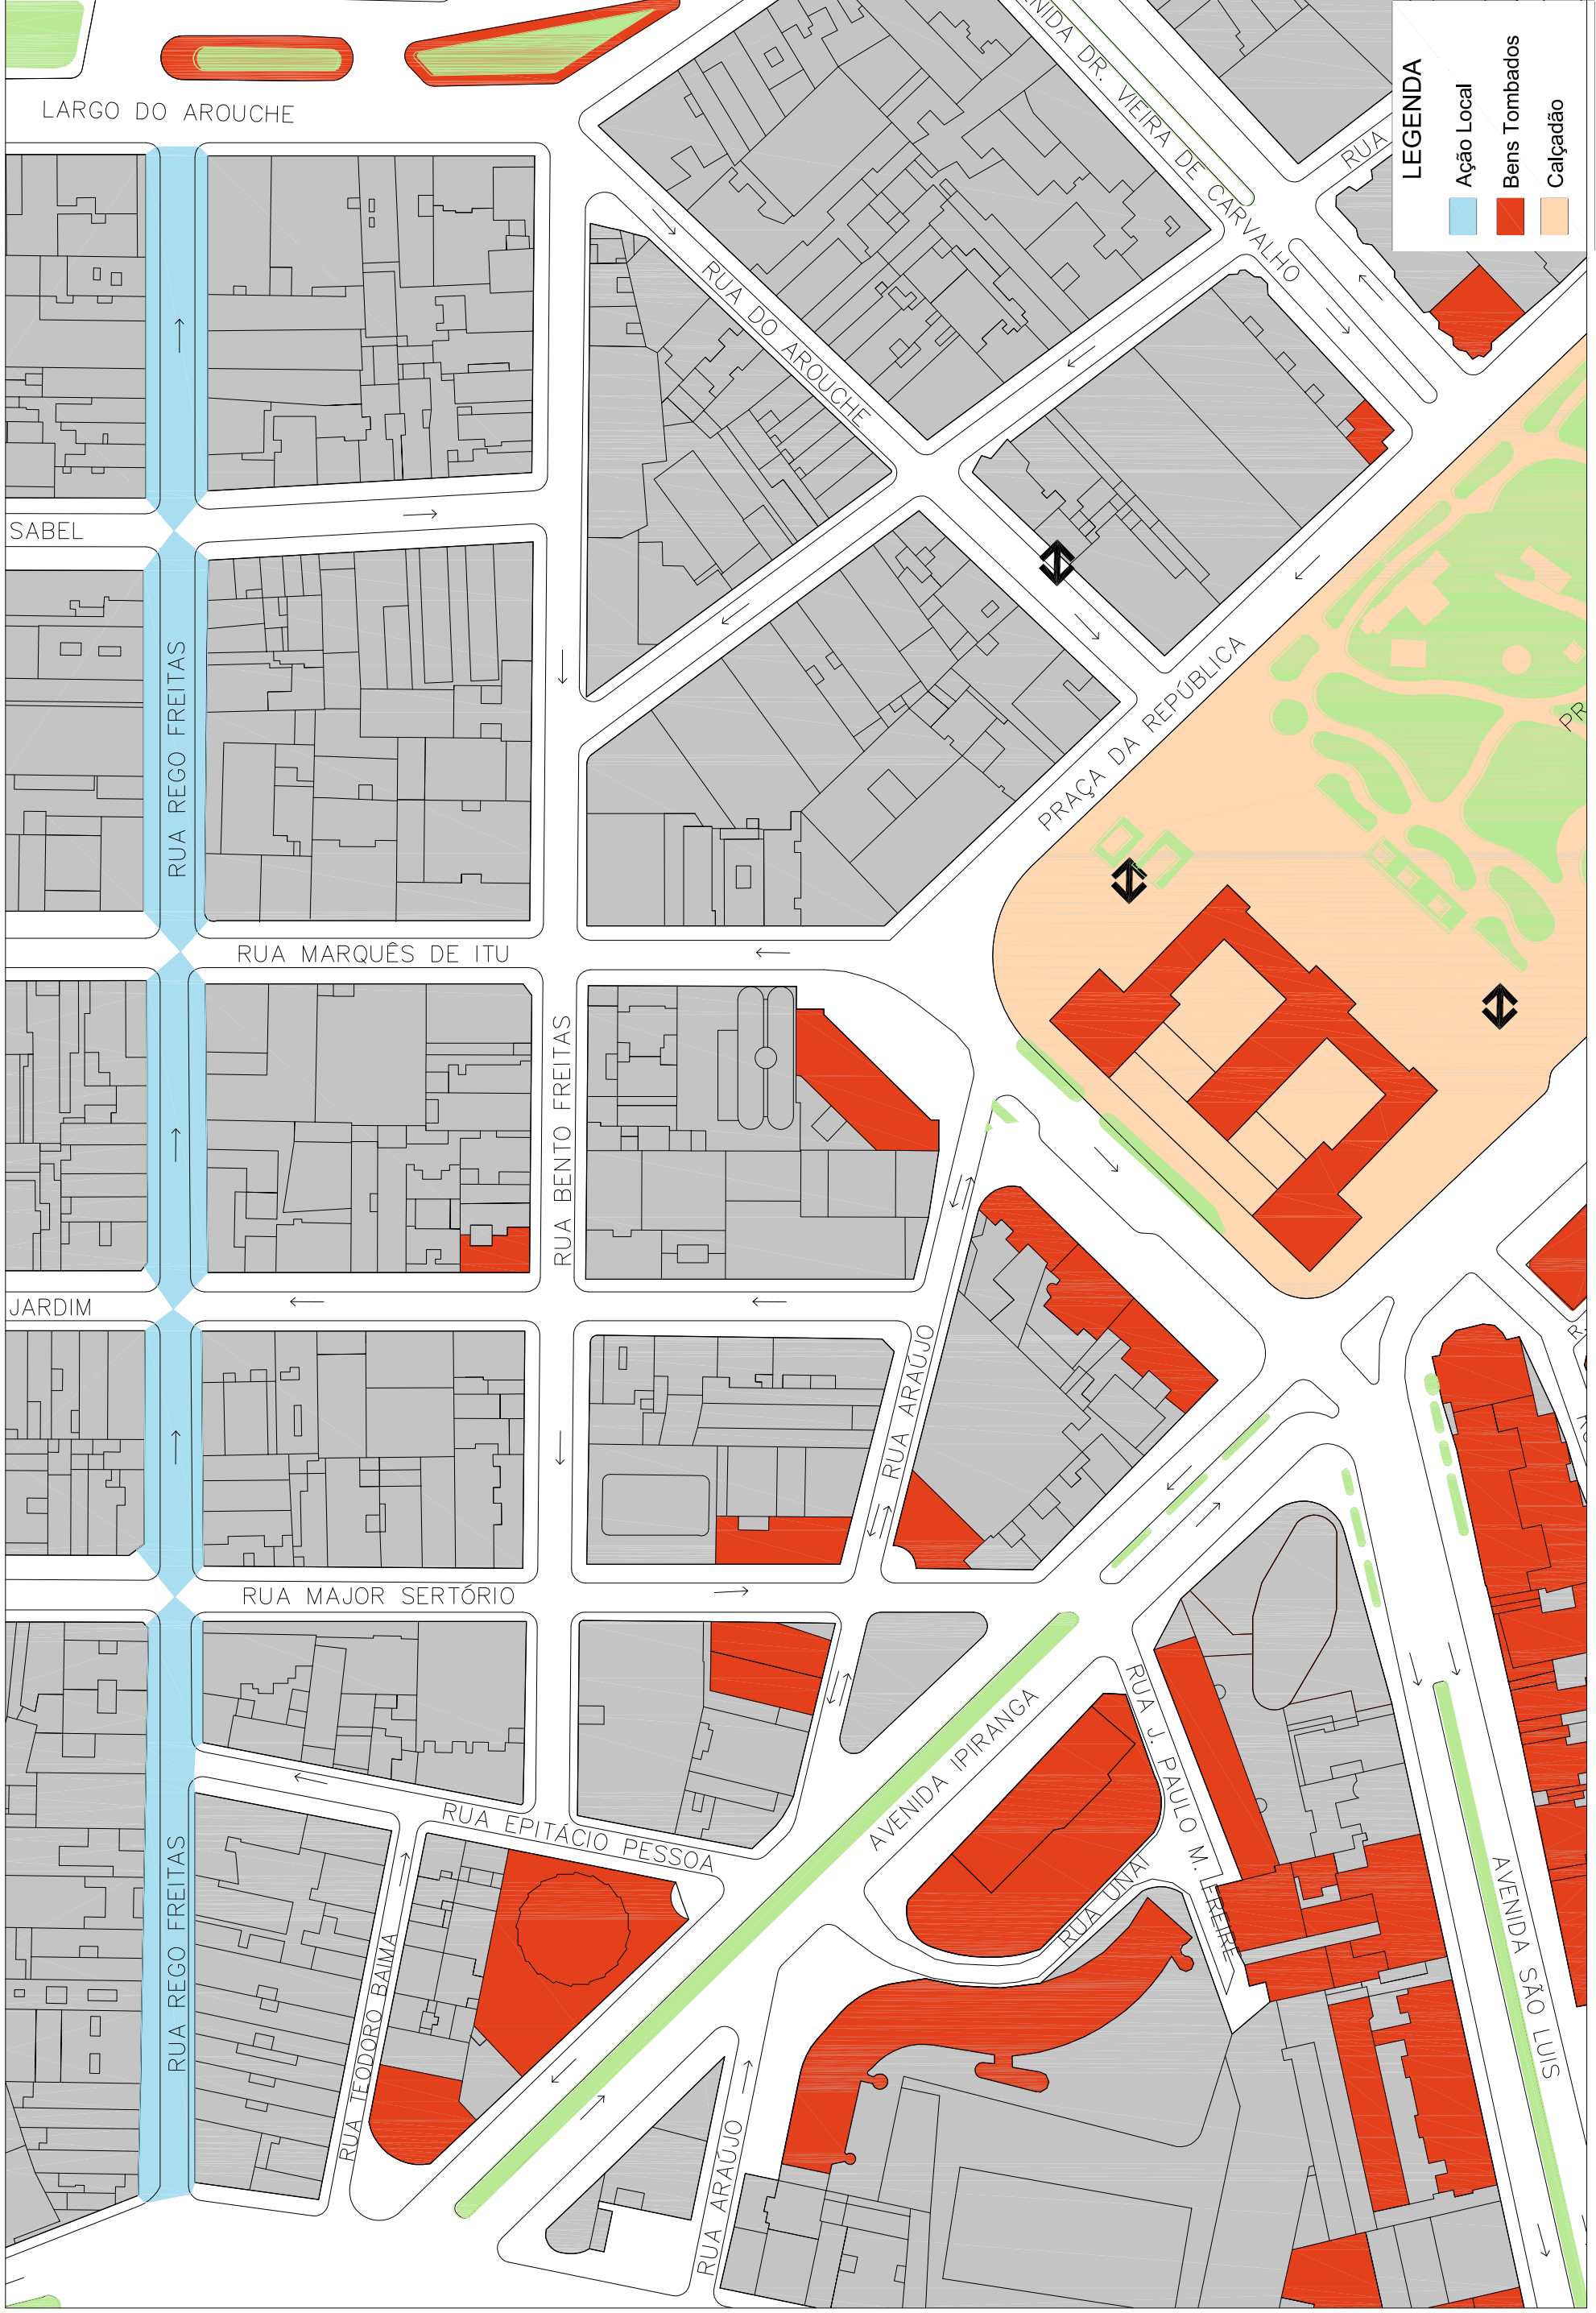 LARGO DO AROUCHE
RUA DO AROUCHE
ENIDA DR. VIEIRA DE CARVALHO
RUA
LEGENDA
Ação Local
Bens Tombados
Calçadão
SABEL
RUA REGO FREITAS
PRAÇA DA REPÚBLICA
PR
RUA MARQUÊS DE ITU
RUA BENTO FREITAS
JARDIM
RUA ARAÚJO
RUA MAJOR SERTÓRIO
AVENIDA IPIRANGA
RUA J. PAULO M. FREIRE
RUA EPITÁCIO PESSOA
RUA UNAÍ
RUA REGO FREITAS
RUA TEODORO BAIMA
AVENIDA SÃO LUIS
RUA ARAÚJO